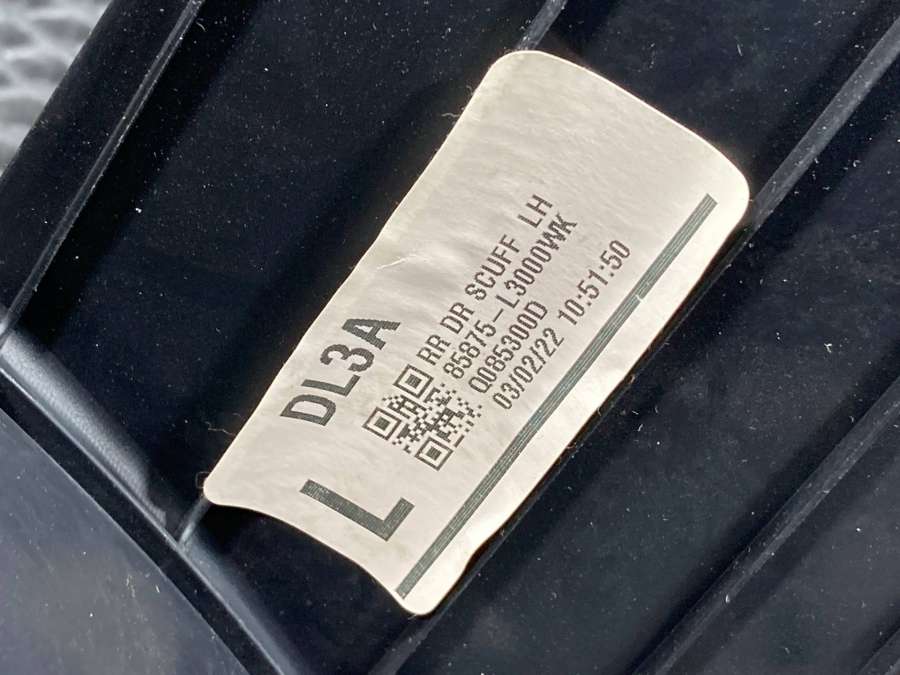 DL3A
L
RR DR SCUFF LH
85875-L3000WK
Q085300D
03/02/22 10:51:50